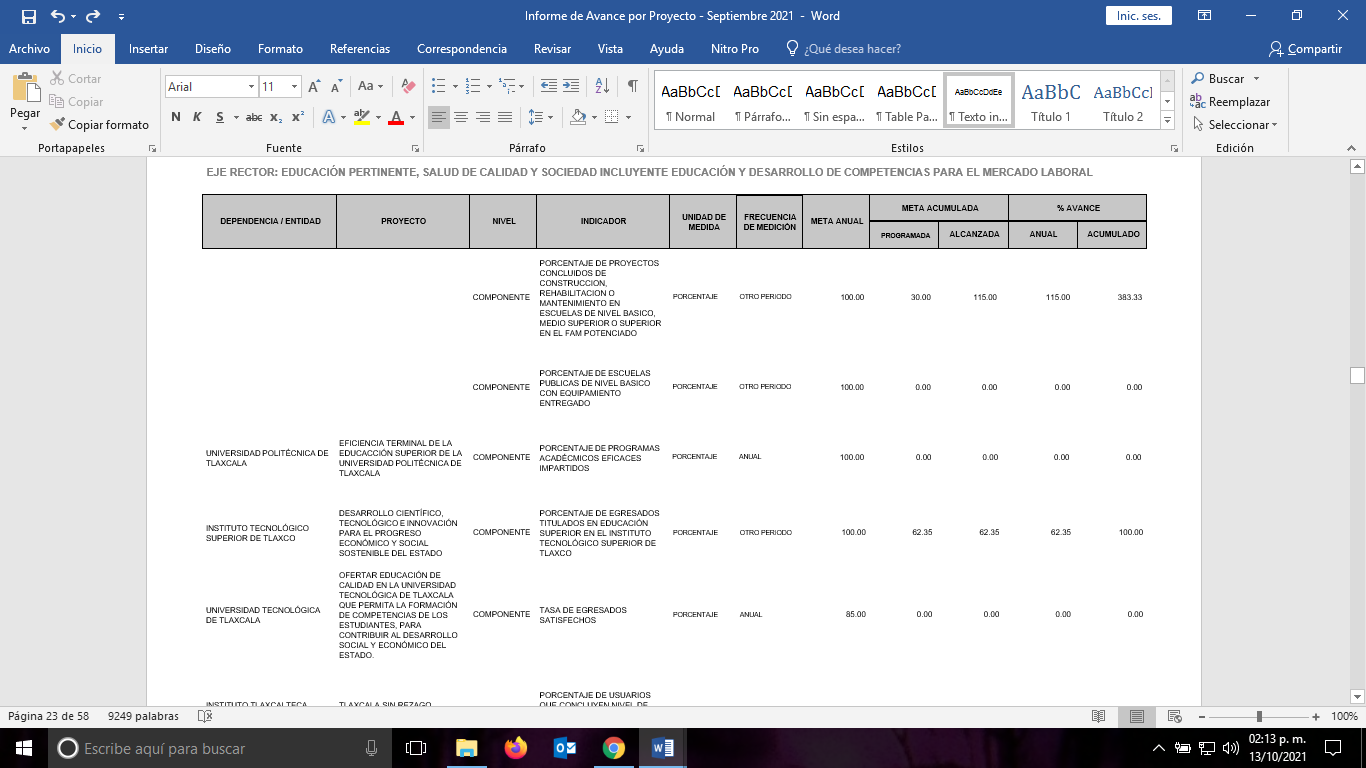 Informe de Avance por Proyecto - Septiembre 2021 - Word
Inic. ses.
Archivo Inicio Insertar Diseño Formato Referencias Correspondencia Revisar Vista Ayuda Nitro Pro ¿Qué desea hacer? Compartir
Pegar
Cortar
Copiar
Copiar formato
Portapapeles
Arial 11
N K S abc x₂ x²
Fuente
Párrafo
AaBbCcDdEe
¶ Normal ¶ Párrafo... ¶ Sin espa... ¶ Table Pa... ¶ Texto in... Título 1 Título 2
Estilos
Buscar
Reemplazar
Seleccionar
Edición
EJE RECTOR: EDUCACIÓN PERTINENTE, SALUD DE CALIDAD Y SOCIEDAD INCLUYENTE EDUCACIÓN Y DESARROLLO DE COMPETENCIAS PARA EL MERCADO LABORAL
DEPENDENCIA / ENTIDAD
PROYECTO
NIVEL
INDICADOR
UNIDAD DE
MEDIDA
FRECUENCIA
DE MEDICIÓN
META ANUAL
META ACUMULADA
PROGRAMADA
ALCANZADA
% AVANCE
ANUAL
ACUMULADO
COMPONENTE
PORCENTAJE DE PROYECTOS
CONCLUIDOS DE
CONSTRUCCION,
REHABILITACION O
MANTENIMIENTO EN
ESCUELAS DE NIVEL BASICO,
MEDIO SUPERIOR O SUPERIOR
EN EL FAM POTENCIADO
PORCENTAJE
OTRO PERIODO
100.00 30.00 115.00 115.00 383.33
COMPONENTE
PORCENTAJE DE ESCUELAS
PUBLICAS DE NIVEL BASICO
CON EQUIPAMIENTO
ENTREGADO
PORCENTAJE
OTRO PERIODO
100.00 0.00 0.00 0.00 0.00
UNIVERSIDAD POLITÉCNICA DE
TLAXCALA
EFICIENCIA TERMINAL DE LA
EDUCACCIÓN SUPERIOR DE LA
UNIVERSIDAD POLITÉCNICA DE
TLAXCALA
COMPONENTE
PORCENTAJE DE PROGRAMAS
ACADÉMICOS EFICACES
IMPARTIDOS
PORCENTAJE
ANUAL
100.00 0.00 0.00 0.00 0.00
INSTITUTO TECNOLÓGICO
SUPERIOR DE TLAXCO
DESARROLLO CIENTÍFICO,
TECNOLÓGICO E INNOVACIÓN
PARA EL PROGRESO
ECONÓMICO Y SOCIAL
SOSTENIBLE DEL ESTADO
COMPONENTE
PORCENTAJE DE EGRESADOS
TITULADOS EN EDUCACIÓN
SUPERIOR EN EL INSTITUTO
TECNOLÓGICO SUPERIOR DE
TLAXCO
PORCENTAJE
OTRO PERIODO
100.00 62.35 62.35 62.35 100.00
UNIVERSIDAD TECNOLÓGICA
DE TLAXCALA
OFERTAR EDUCACIÓN DE
CALIDAD EN LA UNIVERSIDAD
TECNOLÓGICA DE TLAXCALA
QUE PERMITA LA FORMACIÓN
DE COMPETENCIAS DE LOS
ESTUDIANTES, PARA
CONTRIBUIR AL DESARROLLO
SOCIAL Y ECONÓMICO DEL
ESTADO.
COMPONENTE
TASA DE EGRESADOS
SATISFECHOS
PORCENTAJE
ANUAL
85.00 0.00 0.00 0.00 0.00
INSTITUTO TLAXCALTECA
TLAXCALA SIN REZAGO
PORCENTAJE DE USUARIOS
QUE CONCLUYEN NIVEL DE
Página 23 de 58 9249 palabras 100%
Escribe aquí para buscar
02:13 p. m.
13/10/2021